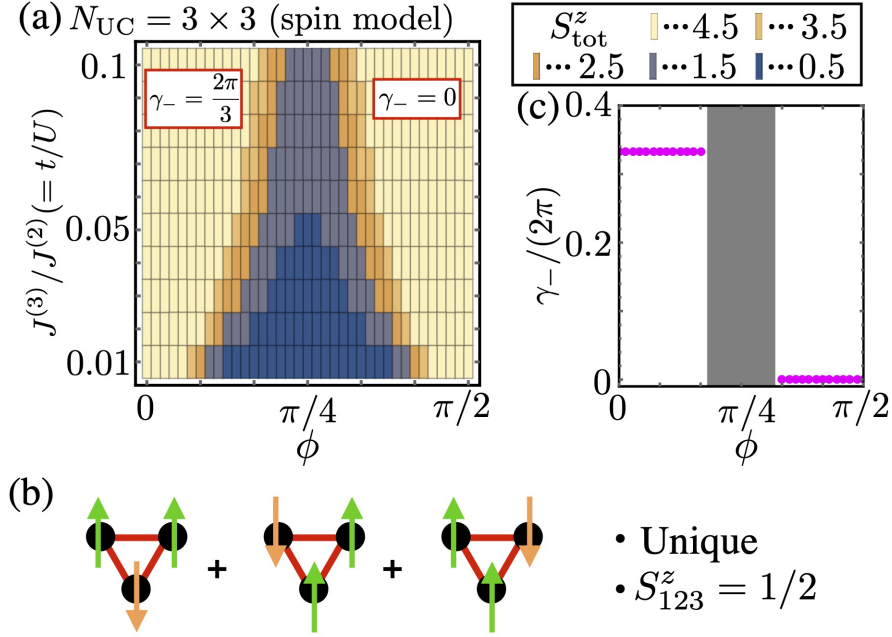 (a) N_UC = 3 × 3 (spin model)
S^z_tot ···4.5 ···3.5
···2.5 ···1.5 ···0.5
J^(3)/J^(2)(= t/U)
0.1
0.05
0.01
γ_− = 2π/3
γ_− = 0
0 π/4 π/2
ϕ
(c)
γ_−/(2π)
0.4
0.2
0
0 π/4 π/2
ϕ
(b)
+ +
• Unique
• S^z_123 = 1/2